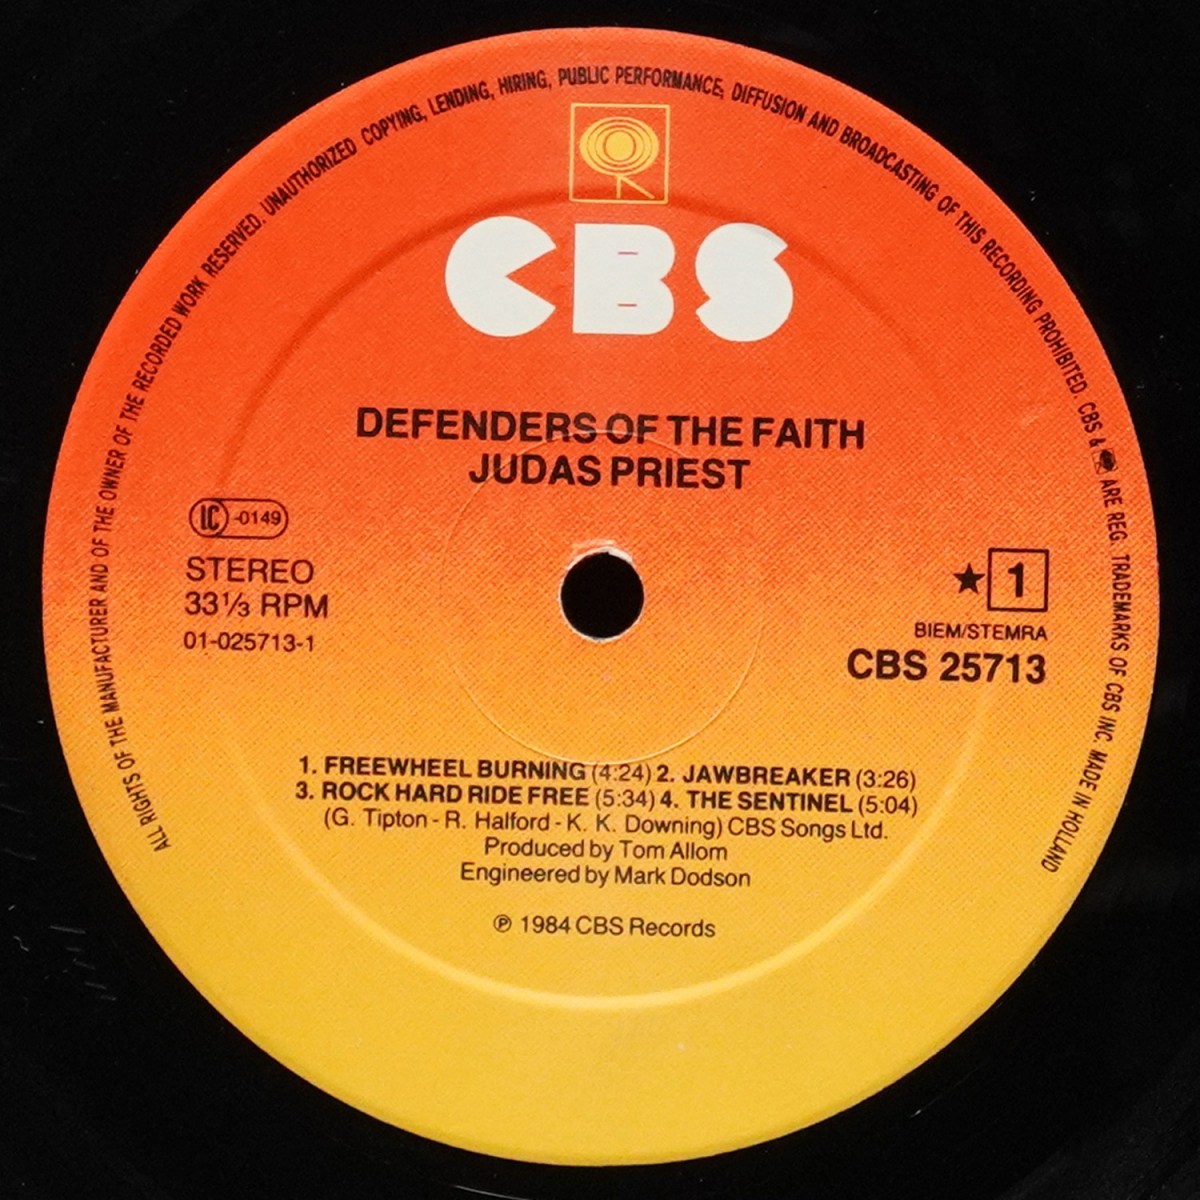 ALL RIGHTS OF THE MANUFACTURER AND OF THE OWNER OF THE RECORDED WORK RESERVED. UNAUTHORIZED COPYING, LENDING, HIRING, PUBLIC PERFORMANCE, DIFFUSION AND BROADCASTING OF THIS RECORDING PROHIBITED. CBS & ARE REG. TRADEMARKS OF CBS INC. MADE IN HOLLAND
CBS
DEFENDERS OF THE FAITH
JUDAS PRIEST
LC -0149
STEREO
33 1/3 RPM
01-025713-1
★ 1
BIEM/STEMRA
CBS 25713
1. FREEWHEEL BURNING (4:24) 2. JAWBREAKER (3:26)
3. ROCK HARD RIDE FREE (5:34) 4. THE SENTINEL (5:04)
(G. Tipton - R. Halford - K. K. Downing) CBS Songs Ltd.
Produced by Tom Allom
Engineered by Mark Dodson
℗ 1984 CBS Records